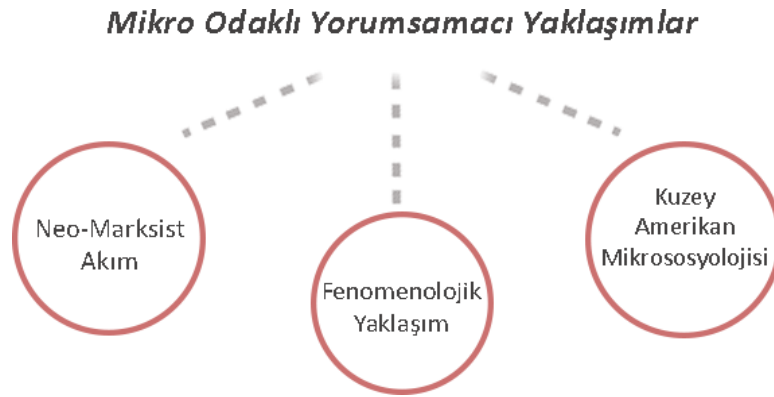 Mikro Odaklı Yorumsamacı Yaklaşımlar
Neo-Marksist
Akım
Fenomenolojik
Yaklaşım
Kuzey
Amerikan
Mikrososyolojisi